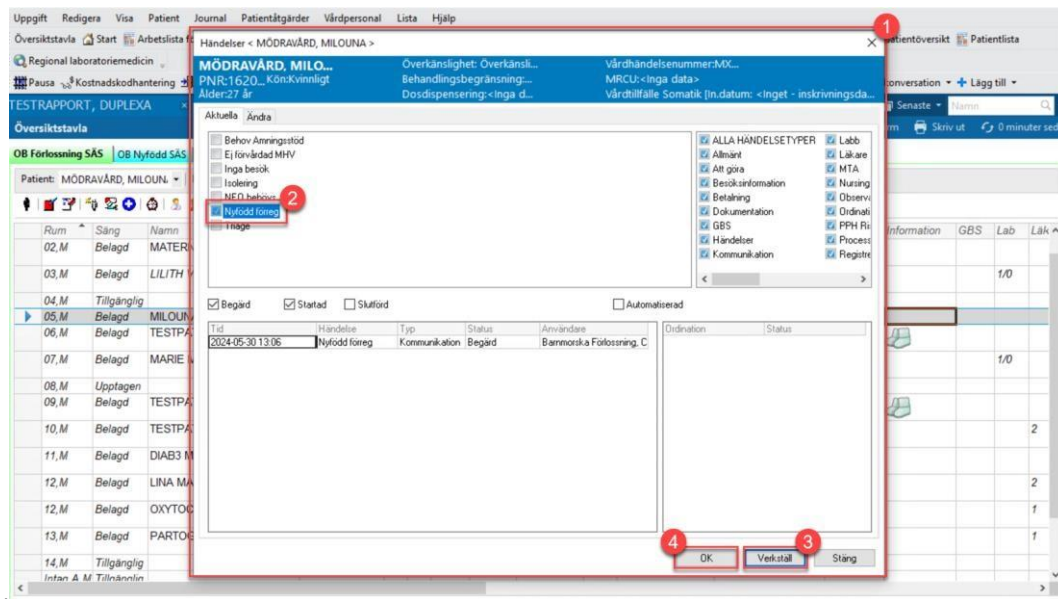 Uppgift Redigera Visa Patient Journal Patientåtgärder Vårdpersonal Lista Hjälp
Översiktstavla Start Arbetslista Patientöversikt Patientlista
Regional laboratoriemedicin
Pausa Kostnadskodhantering konversation Lägg till
TESTRAPPORT, DUPLEXA × Senaste Namn
Översiktstavla Skriv ut 0 minuter sed
OB Förlossning SÄS OB Nyfödd SÄS
Patient: MÖDRAVÅRD, MILOUN.
Rum Säng Namn Information GBS Lab Läk
02,M Belagd MATER
03,M Belagd LILITH 1/0
04,M Tillgänglig
05,M Belagd MILOUN
06,M Belagd TESTPA
07,M Belagd MARIE 1/0
08,M Upptagen
09,M Belagd TESTPA
10,M Belagd TESTPA 2
11,M Belagd DIAB3 M
12,M Belagd LINA MA 2
12,M Belagd OXYTOC 1
13,M Belagd PARTOG 1
14,M Tillgänglig
Intag A,M Tillgänglig
1
Händelser < MÖDRAVÅRD, MILOUNA > ×
MÖDRAVÅRD, MILO... Överkänslighet: Överkänsli... Vårdhändelsenummer:MX...
PNR:1620... Kön:Kvinnligt Behandlingsbegränsning:... MRCU:<Inga data>
Ålder:27 år Dosdispensering:<Inga d... Vårdtillfälle Somatik [In.datum: <Inget - inskrivningsda...
Aktuella Ändra
Behov Amningsstöd
Ej förvårdad MHV
Inga besök
Isolering
NEO behövs
2
Nyfödd förreg
Triage
ALLA HÄNDELSETYPER Labb
Allmänt Läkare
Att göra MTA
Besöksinformation Nursing
Betalning Observa
Dokumentation Ordinati
GBS PPH Ri
Händelser Process
Kommunikation Registre
Begärd Startad Slutförd Automatiserad
Tid Händelse Typ Status Användare Ordination Status
2024-05-30 13:06 Nyfödd förreg Kommunikation Begärd Barnmorska Förlossning, C
4 3
OK Verkställ Stäng